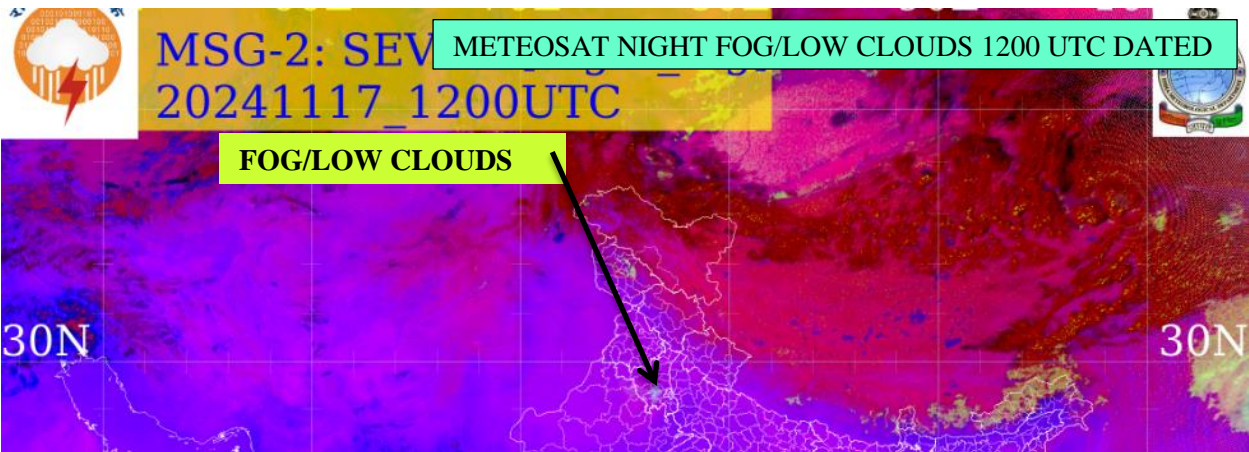 METEOSAT NIGHT FOG/LOW CLOUDS 1200 UTC DATED
MSG-2: SEV
20241117_1200UTC
FOG/LOW CLOUDS
30N
30N